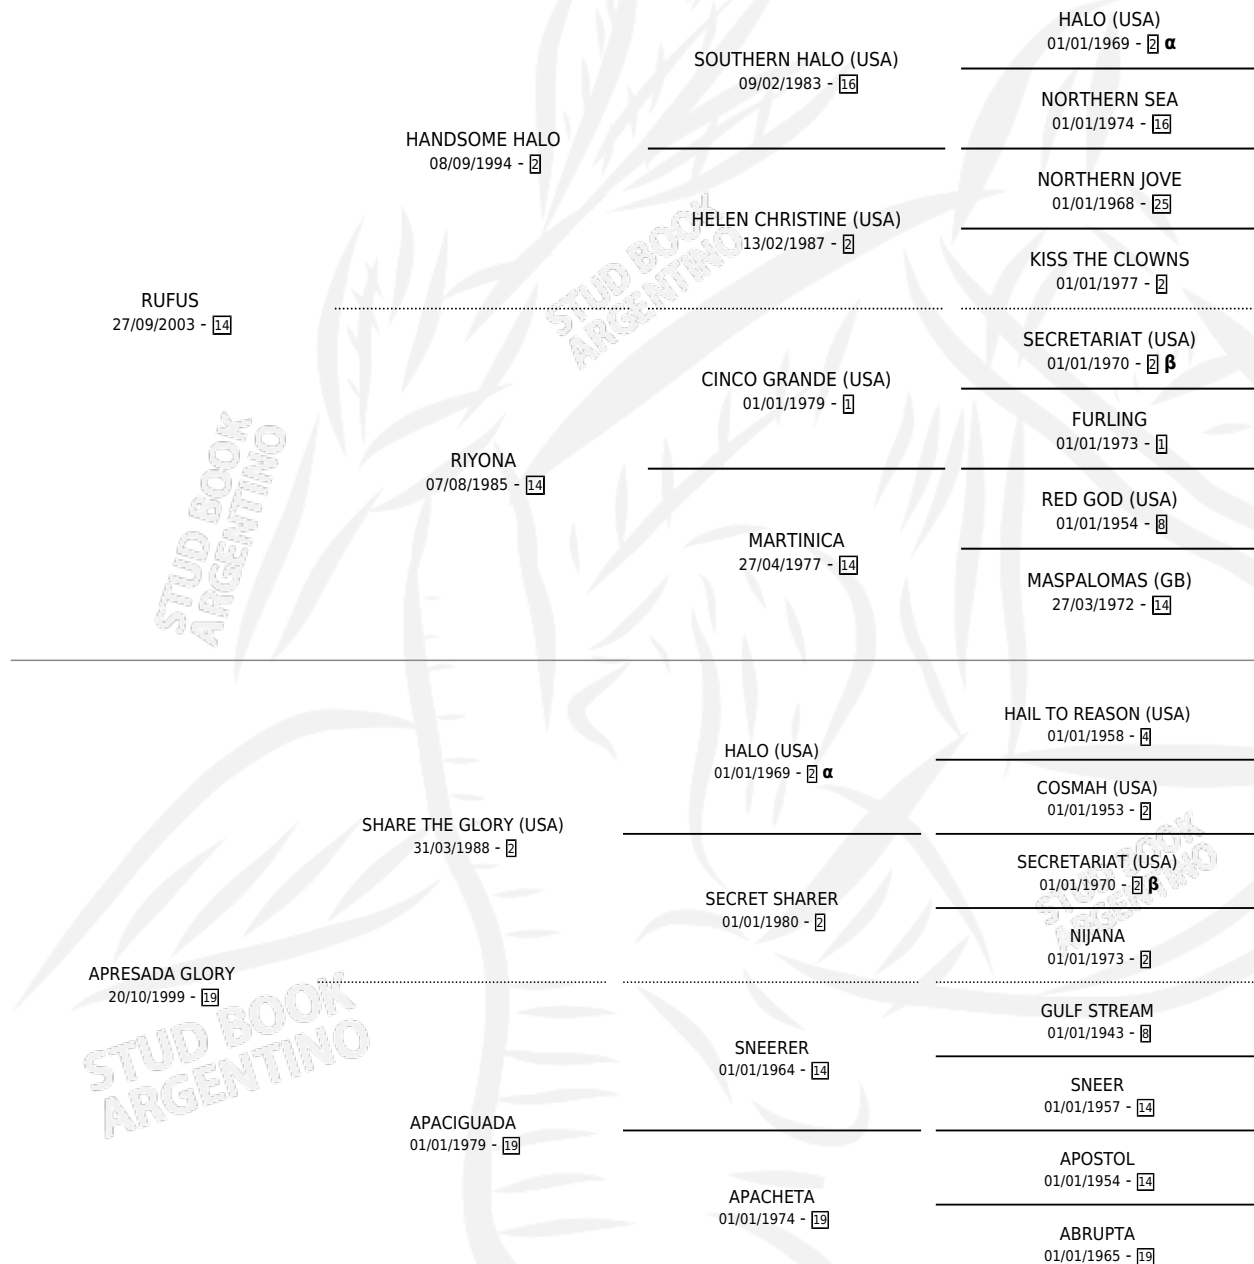 HALO (USA)
01/01/1969 - 2 α
SOUTHERN HALO (USA)
09/02/1983 - 16
NORTHERN SEA
01/01/1974 - 16
HANDSOME HALO
08/09/1994 - 2
NORTHERN JOVE
01/01/1968 - 25
HELEN CHRISTINE (USA)
13/02/1987 - 2
KISS THE CLOWNS
01/01/1977 - 2
RUFUS
27/09/2003 - 14
SECRETARIAT (USA)
01/01/1970 - 2 β
CINCO GRANDE (USA)
01/01/1979 - 1
FURLING
01/01/1973 - 1
RIYONA
07/08/1985 - 14
RED GOD (USA)
01/01/1954 - 8
MARTINICA
27/04/1977 - 14
MASPALOMAS (GB)
27/03/1972 - 14
HAIL TO REASON (USA)
01/01/1958 - 4
HALO (USA)
01/01/1969 - 2 α
COSMAH (USA)
01/01/1953 - 2
SHARE THE GLORY (USA)
31/03/1988 - 2
SECRETARIAT (USA)
01/01/1970 - 2 β
SECRET SHARER
01/01/1980 - 2
NIJANA
01/01/1973 - 2
APRESADA GLORY
20/10/1999 - 19
GULF STREAM
01/01/1943 - 8
SNEERER
01/01/1964 - 14
SNEER
01/01/1957 - 14
APACIGUADA
01/01/1979 - 19
APOSTOL
01/01/1954 - 14
APACHETA
01/01/1974 - 19
ABRUPTA
01/01/1965 - 19
STUD BOOK
ARGENTINO
STUD BOOK
ARGENTINO
STUD BOOK
ARGENTINO
STUD BOOK
ARGENTINO